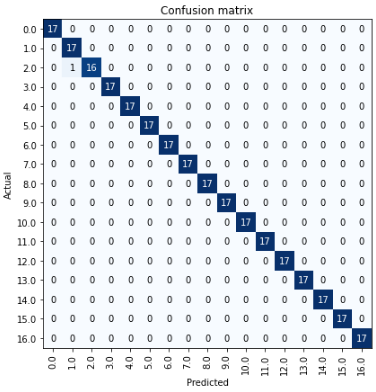 Confusion matrix
0.0 17 0 0 0 0 0 0 0 0 0 0 0 0 0 0 0 0
1.0 0 17 0 0 0 0 0 0 0 0 0 0 0 0 0 0 0
2.0 0 1 16 0 0 0 0 0 0 0 0 0 0 0 0 0 0
3.0 0 0 0 17 0 0 0 0 0 0 0 0 0 0 0 0 0
4.0 0 0 0 0 17 0 0 0 0 0 0 0 0 0 0 0 0
5.0 0 0 0 0 0 17 0 0 0 0 0 0 0 0 0 0 0
6.0 0 0 0 0 0 0 17 0 0 0 0 0 0 0 0 0 0
7.0 0 0 0 0 0 0 0 17 0 0 0 0 0 0 0 0 0
8.0 0 0 0 0 0 0 0 0 17 0 0 0 0 0 0 0 0
Actual
9.0 0 0 0 0 0 0 0 0 0 17 0 0 0 0 0 0 0
10.0 0 0 0 0 0 0 0 0 0 0 17 0 0 0 0 0 0
11.0 0 0 0 0 0 0 0 0 0 0 0 17 0 0 0 0 0
12.0 0 0 0 0 0 0 0 0 0 0 0 0 17 0 0 0 0
13.0 0 0 0 0 0 0 0 0 0 0 0 0 0 17 0 0 0
14.0 0 0 0 0 0 0 0 0 0 0 0 0 0 0 17 0 0
15.0 0 0 0 0 0 0 0 0 0 0 0 0 0 0 0 17 0
16.0 0 0 0 0 0 0 0 0 0 0 0 0 0 0 0 0 17
0.0 1.0 2.0 3.0 4.0 5.0 6.0 7.0 8.0 9.0 10.0 11.0 12.0 13.0 14.0 15.0 16.0
Predicted